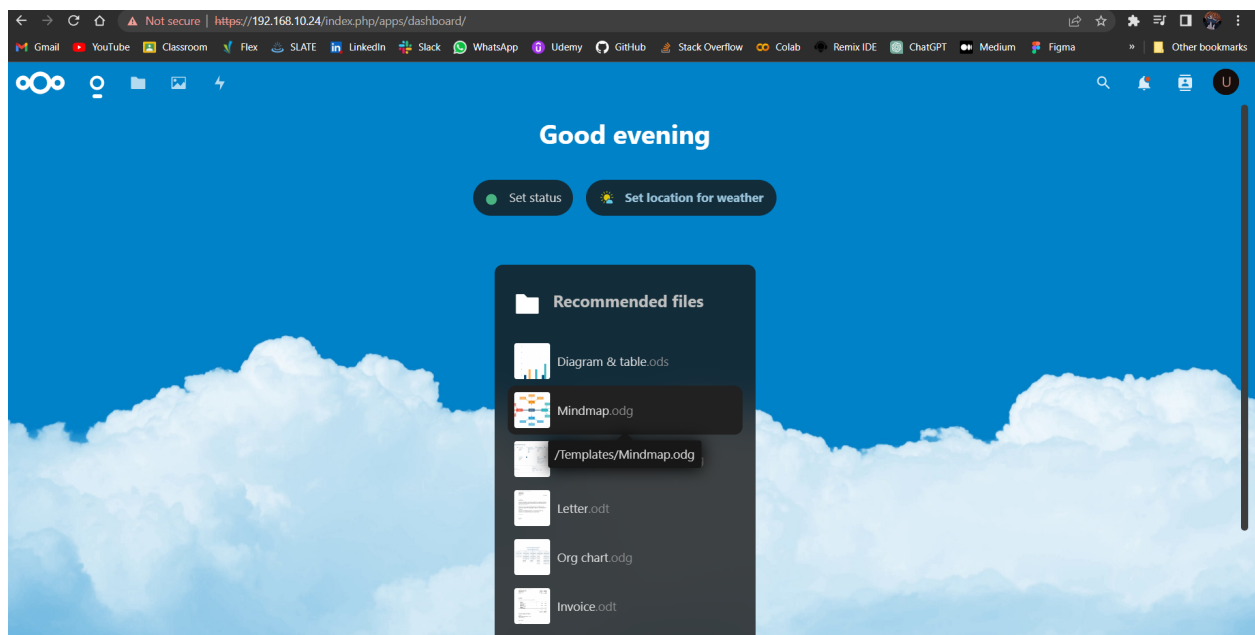 Not secure | https://192.168.10.24/index.php/apps/dashboard/
Gmail YouTube Classroom Flex SLATE LinkedIn Slack WhatsApp Udemy GitHub Stack Overflow Colab Remix IDE ChatGPT Medium Figma » Other bookmarks
U
Good evening
Set status Set location for weather
Recommended files
Diagram & table.ods
Mindmap.odg
/Templates/Mindmap.odg
Letter.odt
Org chart.odg
Invoice.odt